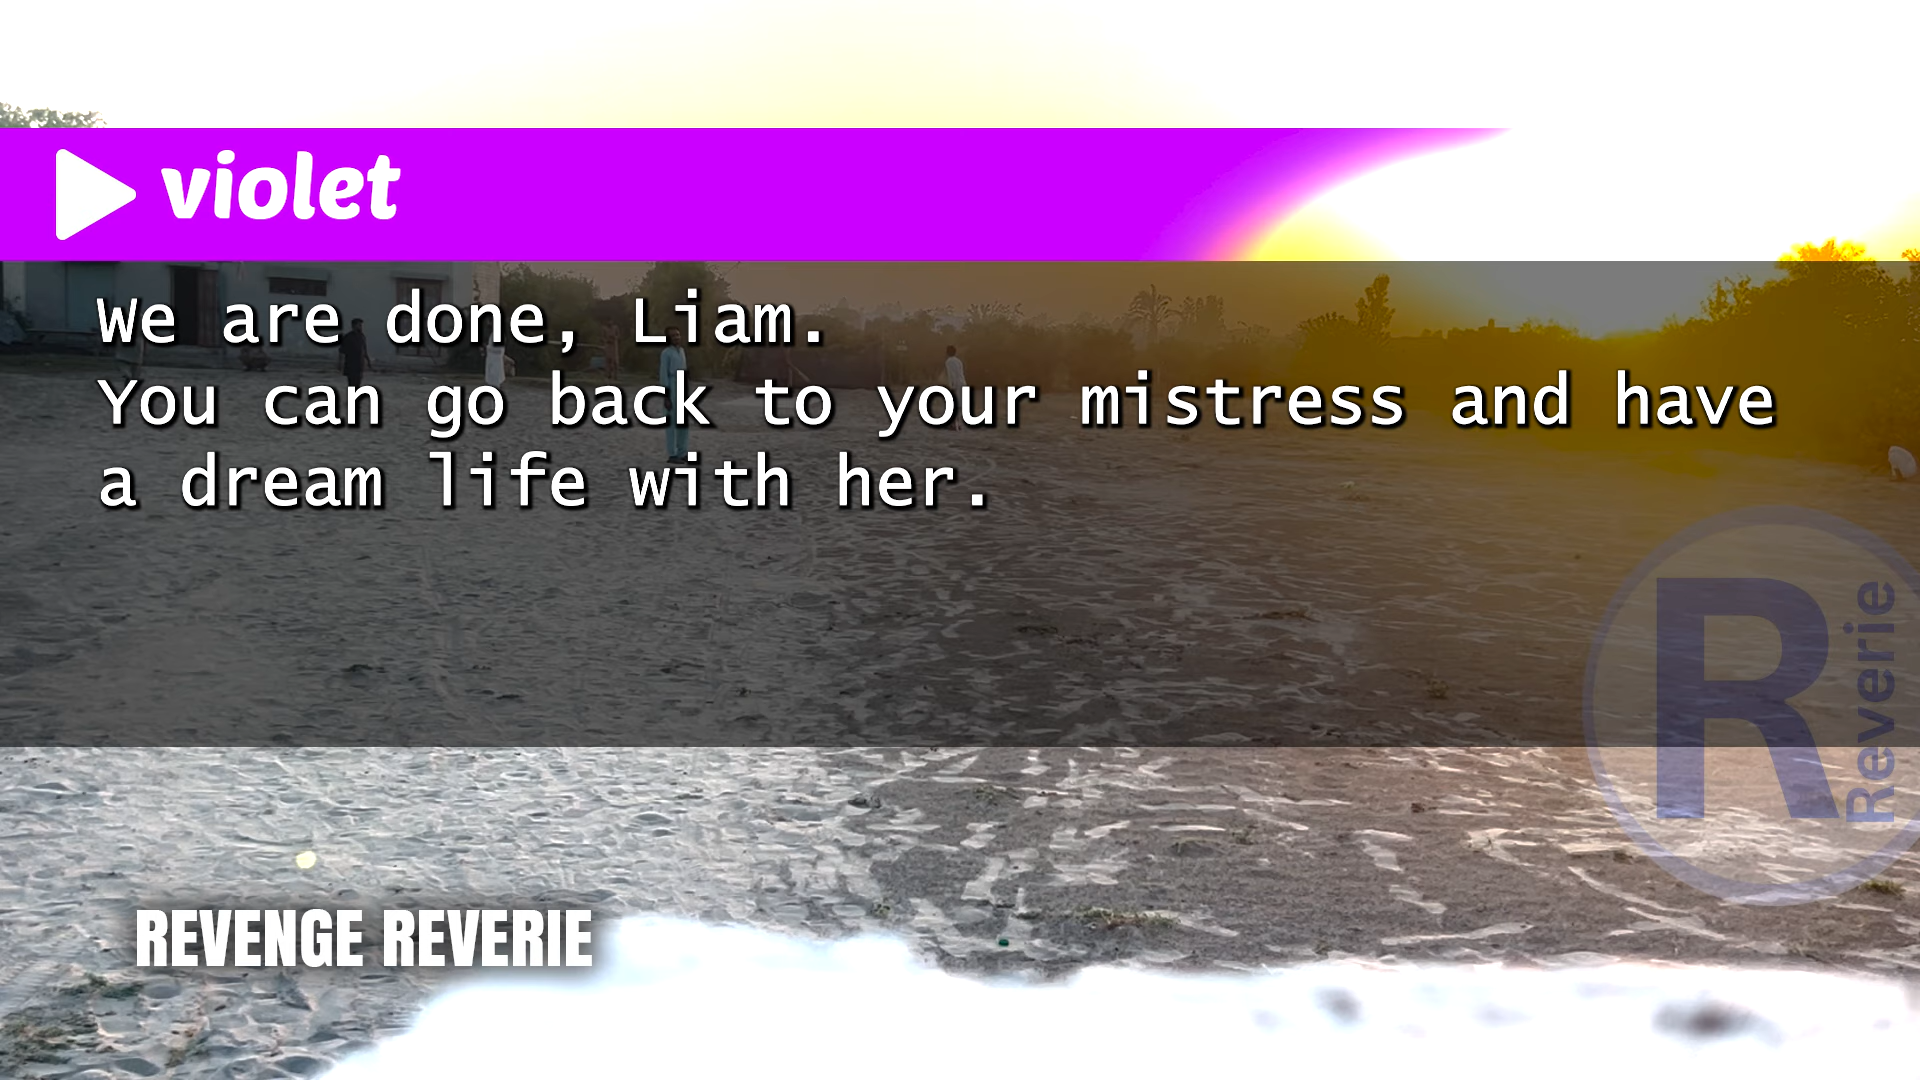 violet
We are done, Liam.
You can go back to your mistress and have
a dream life with her.
R
Reverie
REVENGE REVERIE